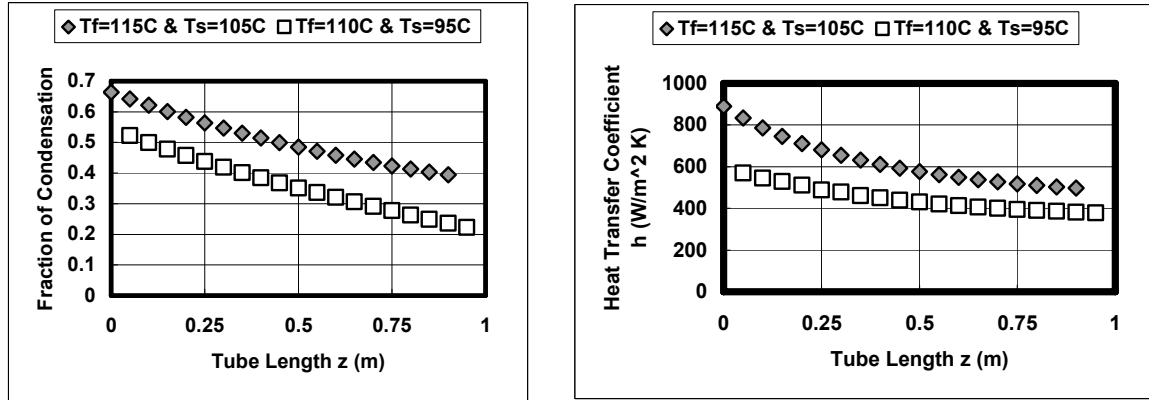 Tf=115C & Ts=105C Tf=110C & Ts=95C
Fraction of Condensation
0.7
0.6
0.5
0.4
0.3
0.2
0.1
0
0 0.25 0.5 0.75 1
Tube Length z (m)
Tf=115C & Ts=105C Tf=110C & Ts=95C
Heat Transfer Coefficient
h (W/m^2 K)
1000
800
600
400
200
0
0 0.25 0.5 0.75 1
Tube Length z (m)